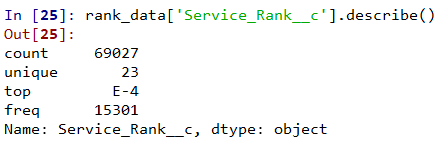 In [25]: rank_data['Service_Rank__c'].describe()
Out[25]:
count 69027
unique 23
top E-4
freq 15301
Name: Service_Rank__c, dtype: object